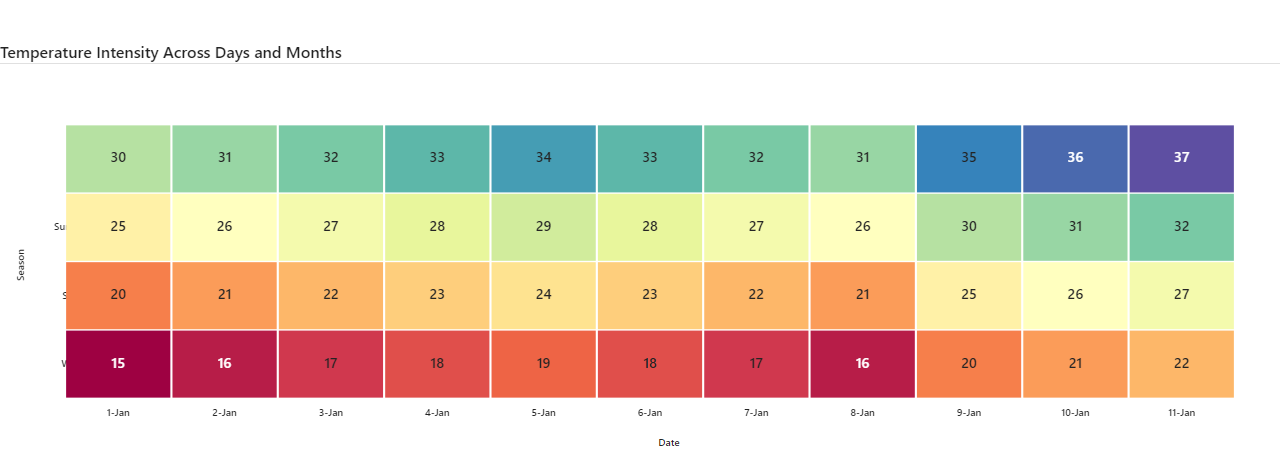 Temperature Intensity Across Days and Months
30 31 32 33 34 33 32 31 35 36 37
25 26 27 28 29 28 27 26 30 31 32
20 21 22 23 24 23 22 21 25 26 27
15 16 17 18 19 18 17 16 20 21 22
Season
1-Jan 2-Jan 3-Jan 4-Jan 5-Jan 6-Jan 7-Jan 8-Jan 9-Jan 10-Jan 11-Jan
Date